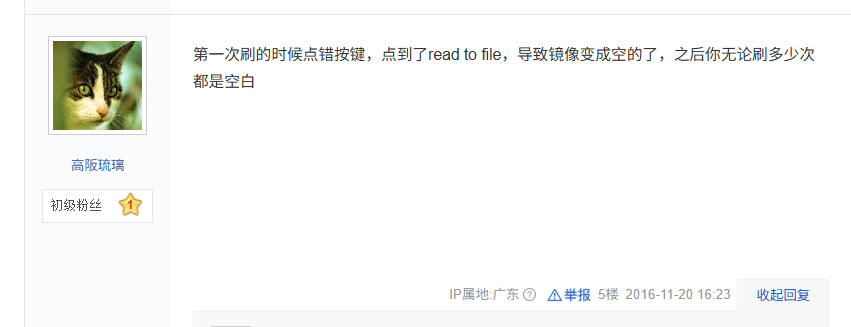 第一次刷的时候点错按键，点到了read to file，导致镜像变成空的了，之后你无论刷多少次
都是空白
高阪琉璃
初级粉丝 1
IP属地:广东 举报 5楼 2016-11-20 16:23 收起回复